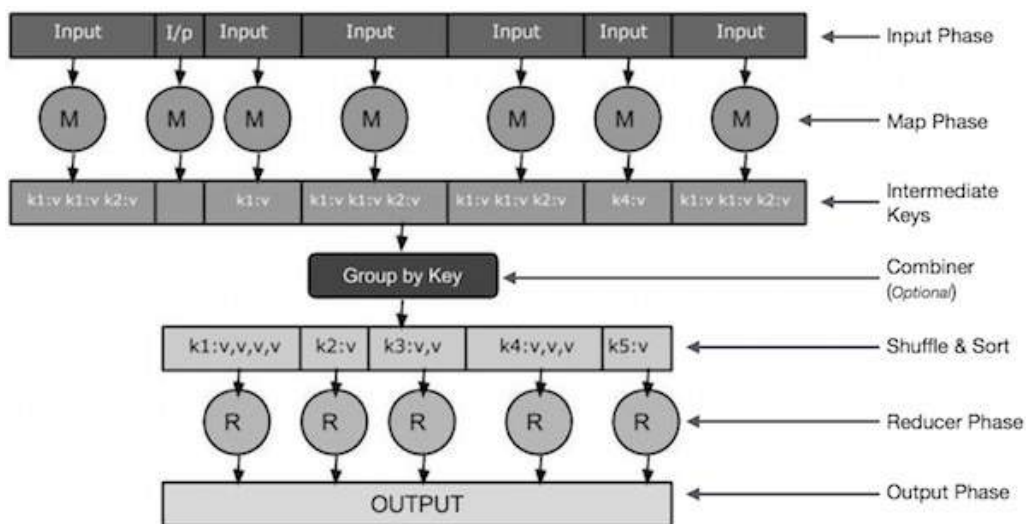 Input I/p Input Input Input Input Input
Input Phase
M M M M M M M
Map Phase
k1:v k1:v k2:v k1:v k1:v k1:v k2:v k1:v k1:v k2:v k4:v k1:v k1:v k2:v
Intermediate
Keys
Group by Key
Combiner
(Optional)
k1:v,v,v,v k2:v k3:v,v k4:v,v,v k5:v
Shuffle & Sort
R R R R R
Reducer Phase
OUTPUT
Output Phase